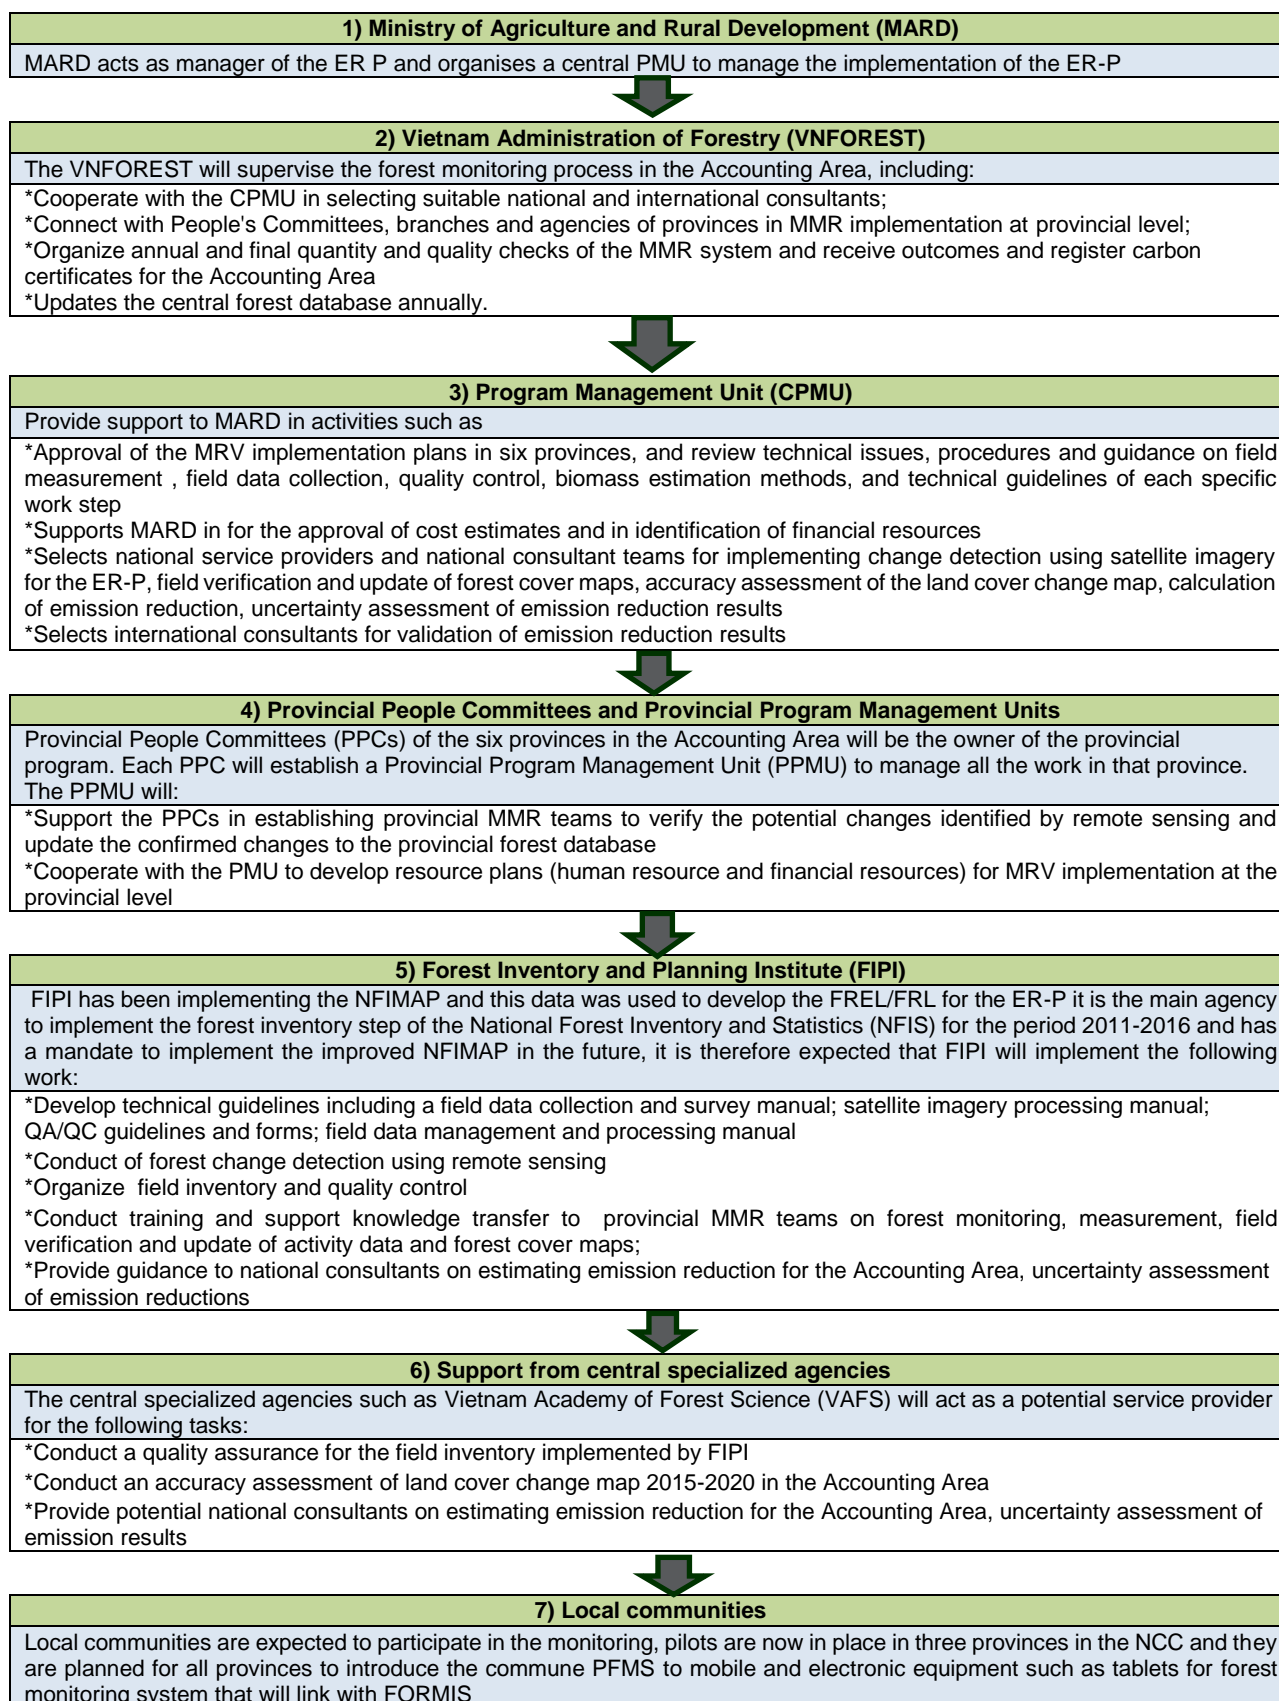 1) Ministry of Agriculture and Rural Development (MARD)
MARD acts as manager of the ER P and organises a central PMU to manage the implementation of the ER-P
2) Vietnam Administration of Forestry (VNFOREST)
The VNFOREST will supervise the forest monitoring process in the Accounting Area, including:
*Cooperate with the CPMU in selecting suitable national and international consultants;
*Connect with People's Committees, branches and agencies of provinces in MMR implementation at provincial level;
*Organize annual and final quantity and quality checks of the MMR system and receive outcomes and register carbon
certificates for the Accounting Area
*Updates the central forest database annually.
3) Program Management Unit (CPMU)
Provide support to MARD in activities such as
*Approval of the MRV implementation plans in six provinces, and review technical issues, procedures and guidance on field
measurement , field data collection, quality control, biomass estimation methods, and technical guidelines of each specific
work step
*Supports MARD in for the approval of cost estimates and in identification of financial resources
*Selects national service providers and national consultant teams for implementing change detection using satellite imagery
for the ER-P, field verification and update of forest cover maps, accuracy assessment of the land cover change map, calculation
of emission reduction, uncertainty assessment of emission reduction results
*Selects international consultants for validation of emission reduction results
4) Provincial People Committees and Provincial Program Management Units
Provincial People Committees (PPCs) of the six provinces in the Accounting Area will be the owner of the provincial
program. Each PPC will establish a Provincial Program Management Unit (PPMU) to manage all the work in that province.
The PPMU will:
*Support the PPCs in establishing provincial MMR teams to verify the potential changes identified by remote sensing and
update the confirmed changes to the provincial forest database
*Cooperate with the PMU to develop resource plans (human resource and financial resources) for MRV implementation at the
provincial level
5) Forest Inventory and Planning Institute (FIPI)
FIPI has been implementing the NFIMAP and this data was used to develop the FREL/FRL for the ER-P it is the main agency
to implement the forest inventory step of the National Forest Inventory and Statistics (NFIS) for the period 2011-2016 and has
a mandate to implement the improved NFIMAP in the future, it is therefore expected that FIPI will implement the following
work:
*Develop technical guidelines including a field data collection and survey manual; satellite imagery processing manual;
QA/QC guidelines and forms; field data management and processing manual
*Conduct of forest change detection using remote sensing
*Organize field inventory and quality control
*Conduct training and support knowledge transfer to provincial MMR teams on forest monitoring, measurement, field
verification and update of activity data and forest cover maps;
*Provide guidance to national consultants on estimating emission reduction for the Accounting Area, uncertainty assessment
of emission reductions
6) Support from central specialized agencies
The central specialized agencies such as Vietnam Academy of Forest Science (VAFS) will act as a potential service provider
for the following tasks:
*Conduct a quality assurance for the field inventory implemented by FIPI
*Conduct an accuracy assessment of land cover change map 2015-2020 in the Accounting Area
*Provide potential national consultants on estimating emission reduction for the Accounting Area, uncertainty assessment of
emission results
7) Local communities
Local communities are expected to participate in the monitoring, pilots are now in place in three provinces in the NCC and they
are planned for all provinces to introduce the commune PFMS to mobile and electronic equipment such as tablets for forest
monitoring system that will link with FORMIS